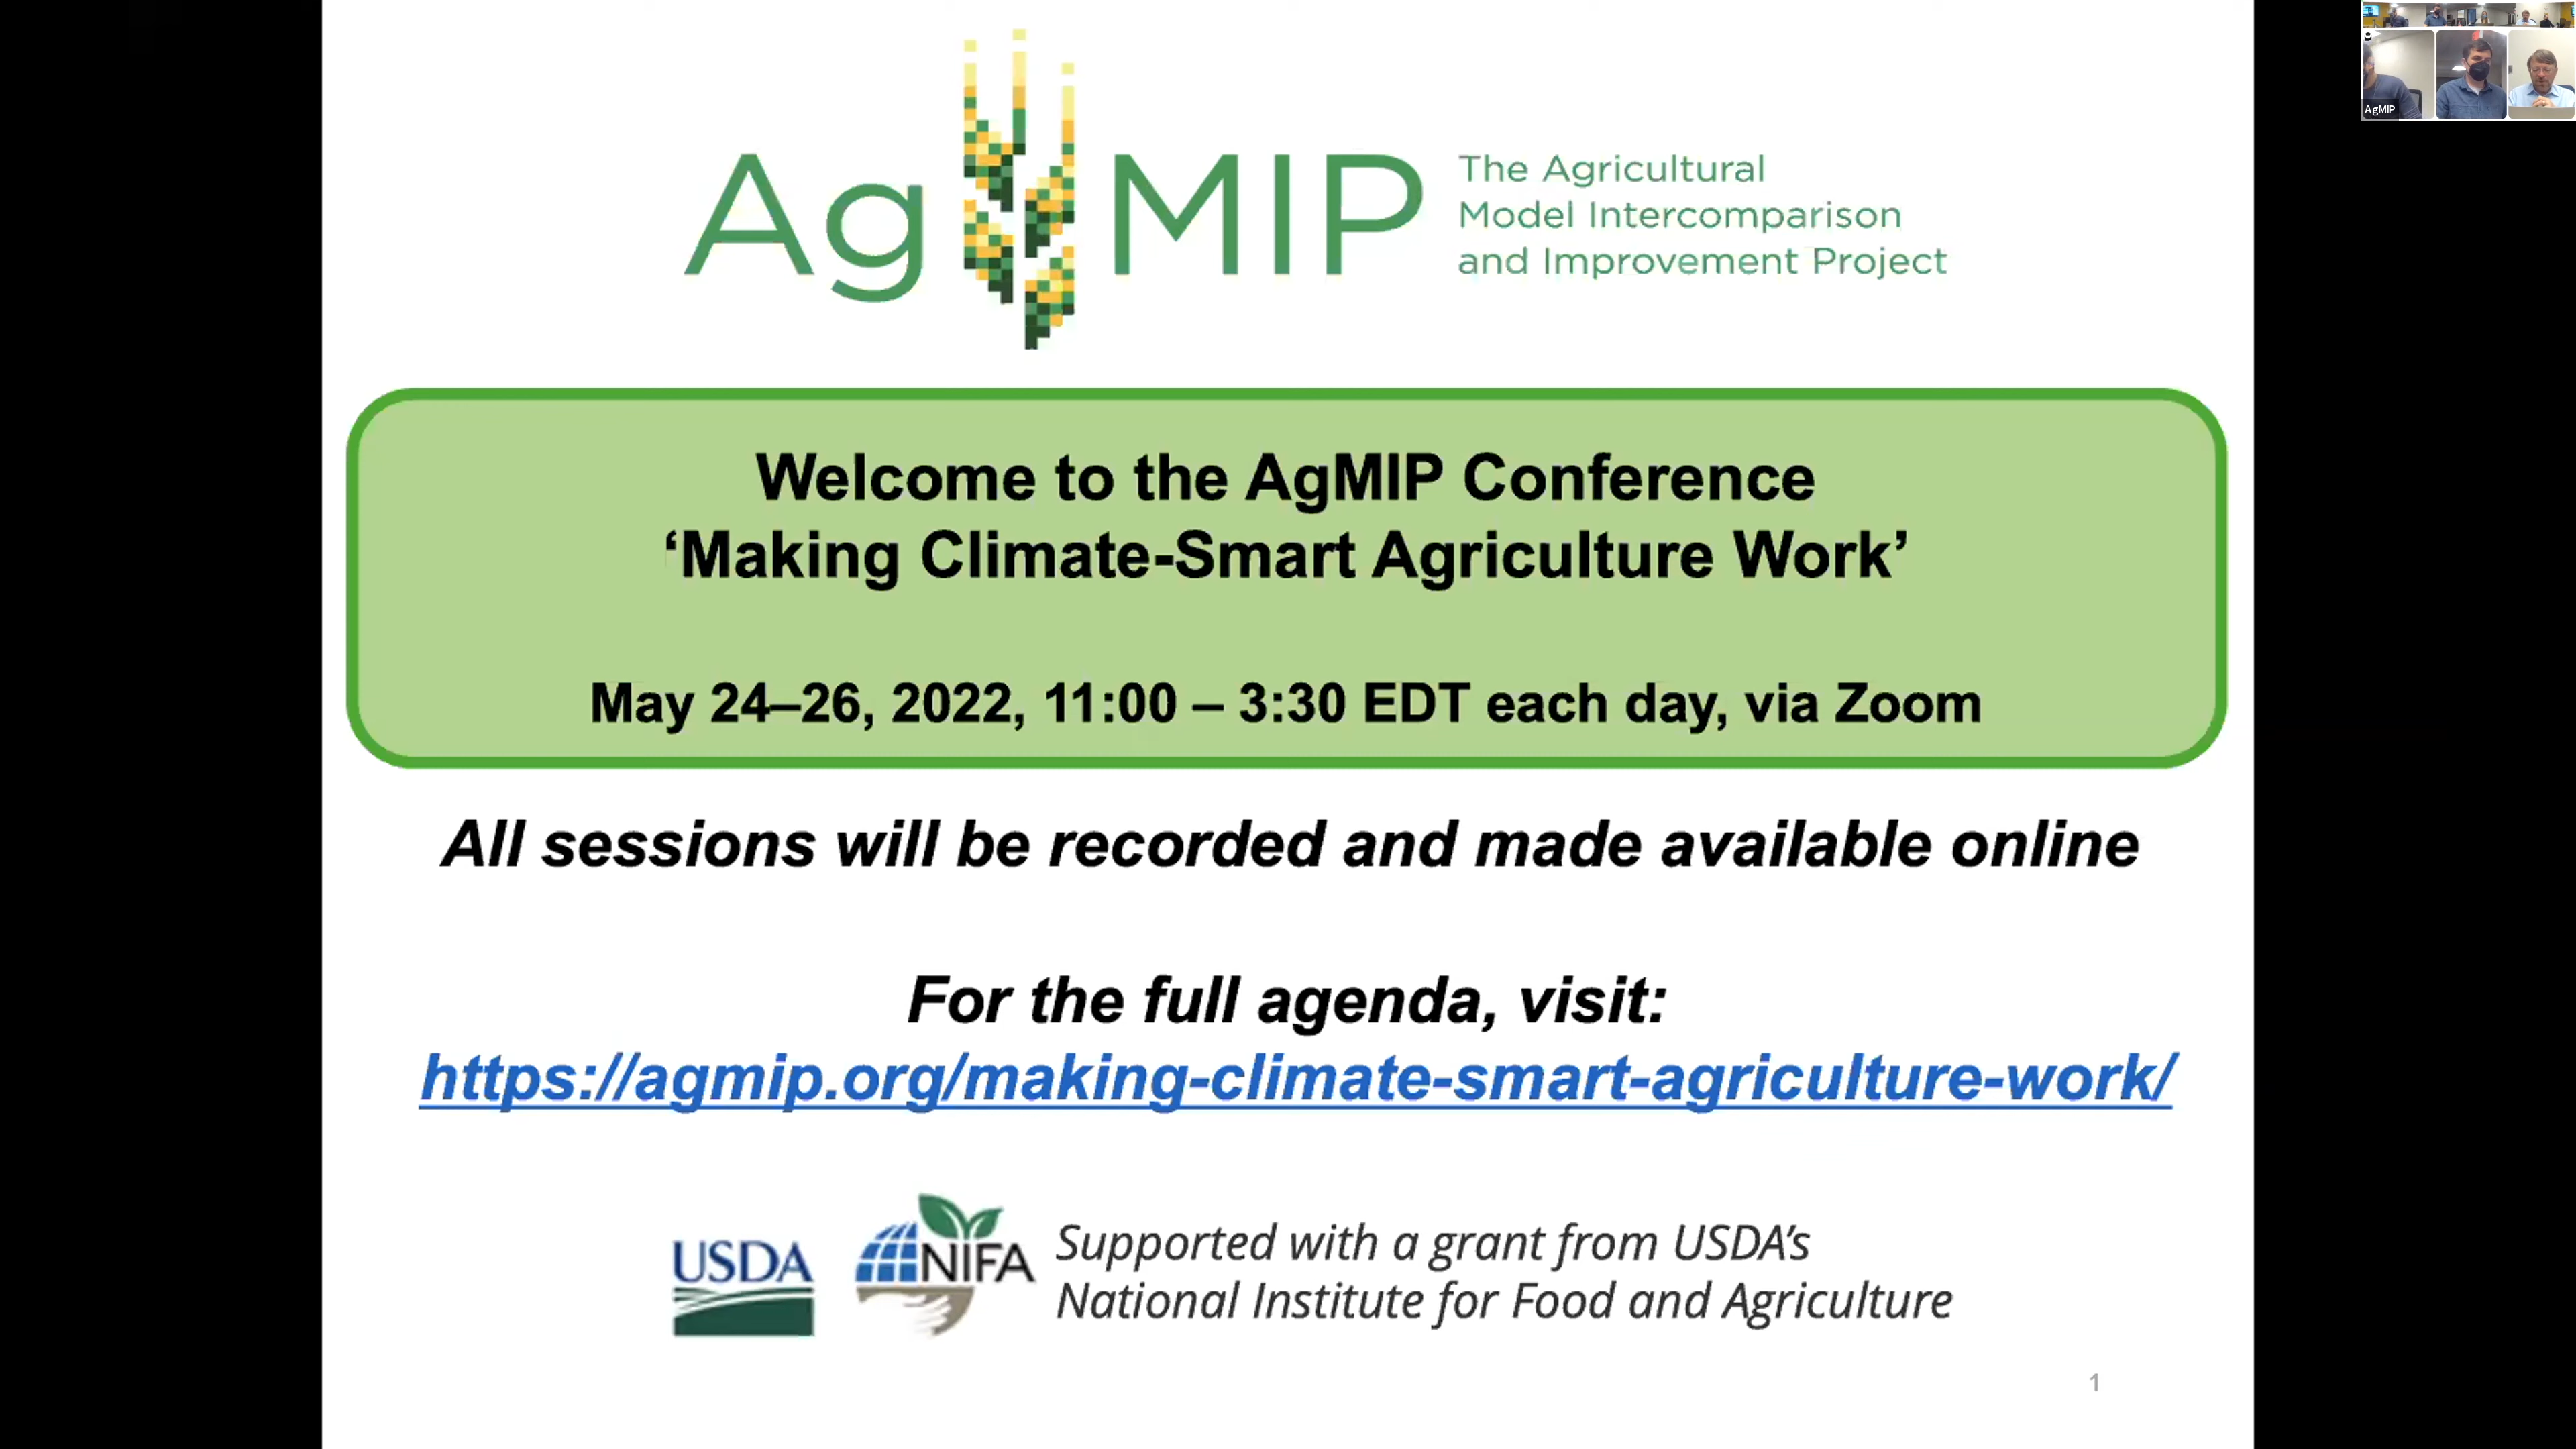 AgMIP
The Agricultural
Model Intercomparison
and Improvement Project
AgMIP
Welcome to the AgMIP Conference
‘Making Climate-Smart Agriculture Work’
May 24–26, 2022, 11:00 – 3:30 EDT each day, via Zoom
All sessions will be recorded and made available online
For the full agenda, visit:
https://agmip.org/making-climate-smart-agriculture-work/
USDA
NIFA
Supported with a grant from USDA’s
National Institute for Food and Agriculture
1